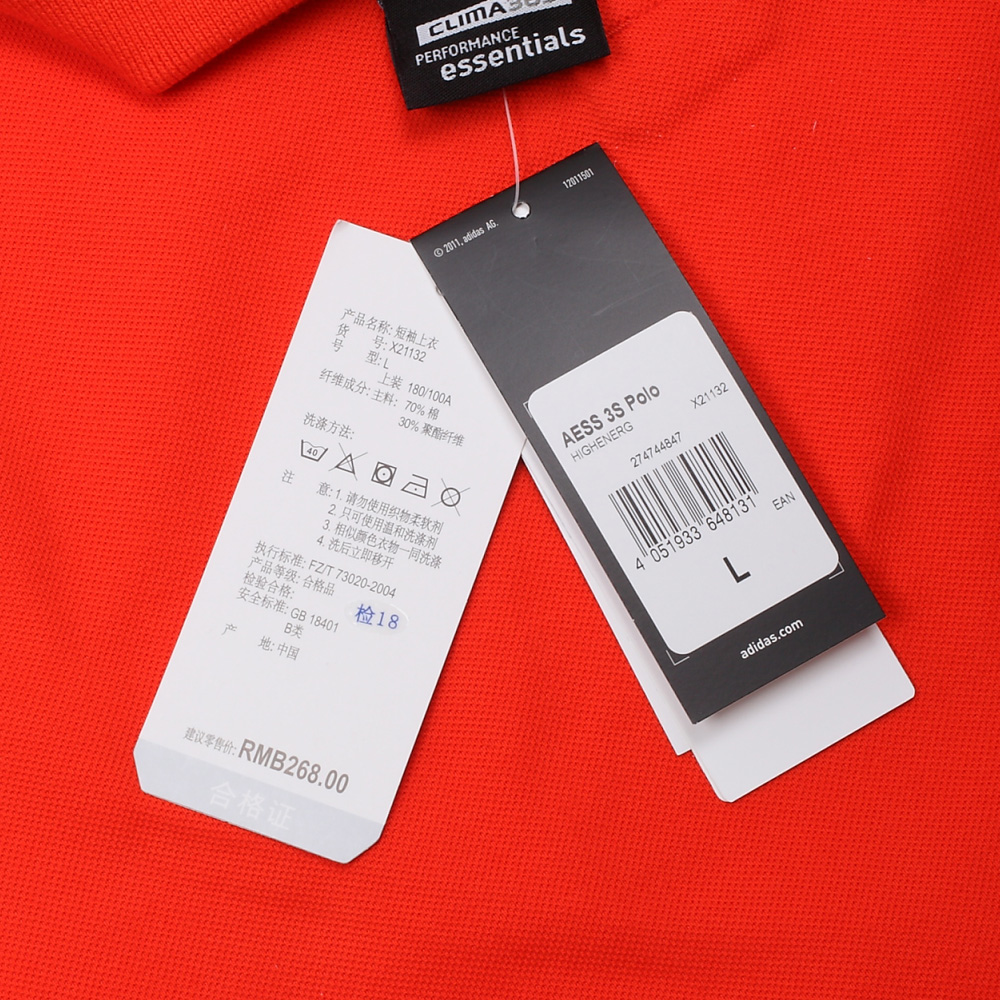 CLIMA365
PERFORMANCE
essentials
12011501
© 2011, adidas AG.
产品名称: 短袖上衣
货 号: X21132
号 型: L
上装 180/100A
纤维成分: 主料: 70% 棉
30% 聚酯纤维
洗涤方法:
40
注 意: 1. 请勿使用织物柔软剂
2. 只可使用温和洗涤剂
3. 相似颜色衣物一同洗涤
4. 洗后立即移开
执行标准: FZ/T 73020-2004
产品等级: 合格品
检验合格: 检18
安全标准: GB 18401
B类
产 地: 中国
建议零售价: RMB268.00
合格证
AESS 3S Polo
X21132
HIGHENERG
274744847
4 051933 648131
EAN
L
adidas.com